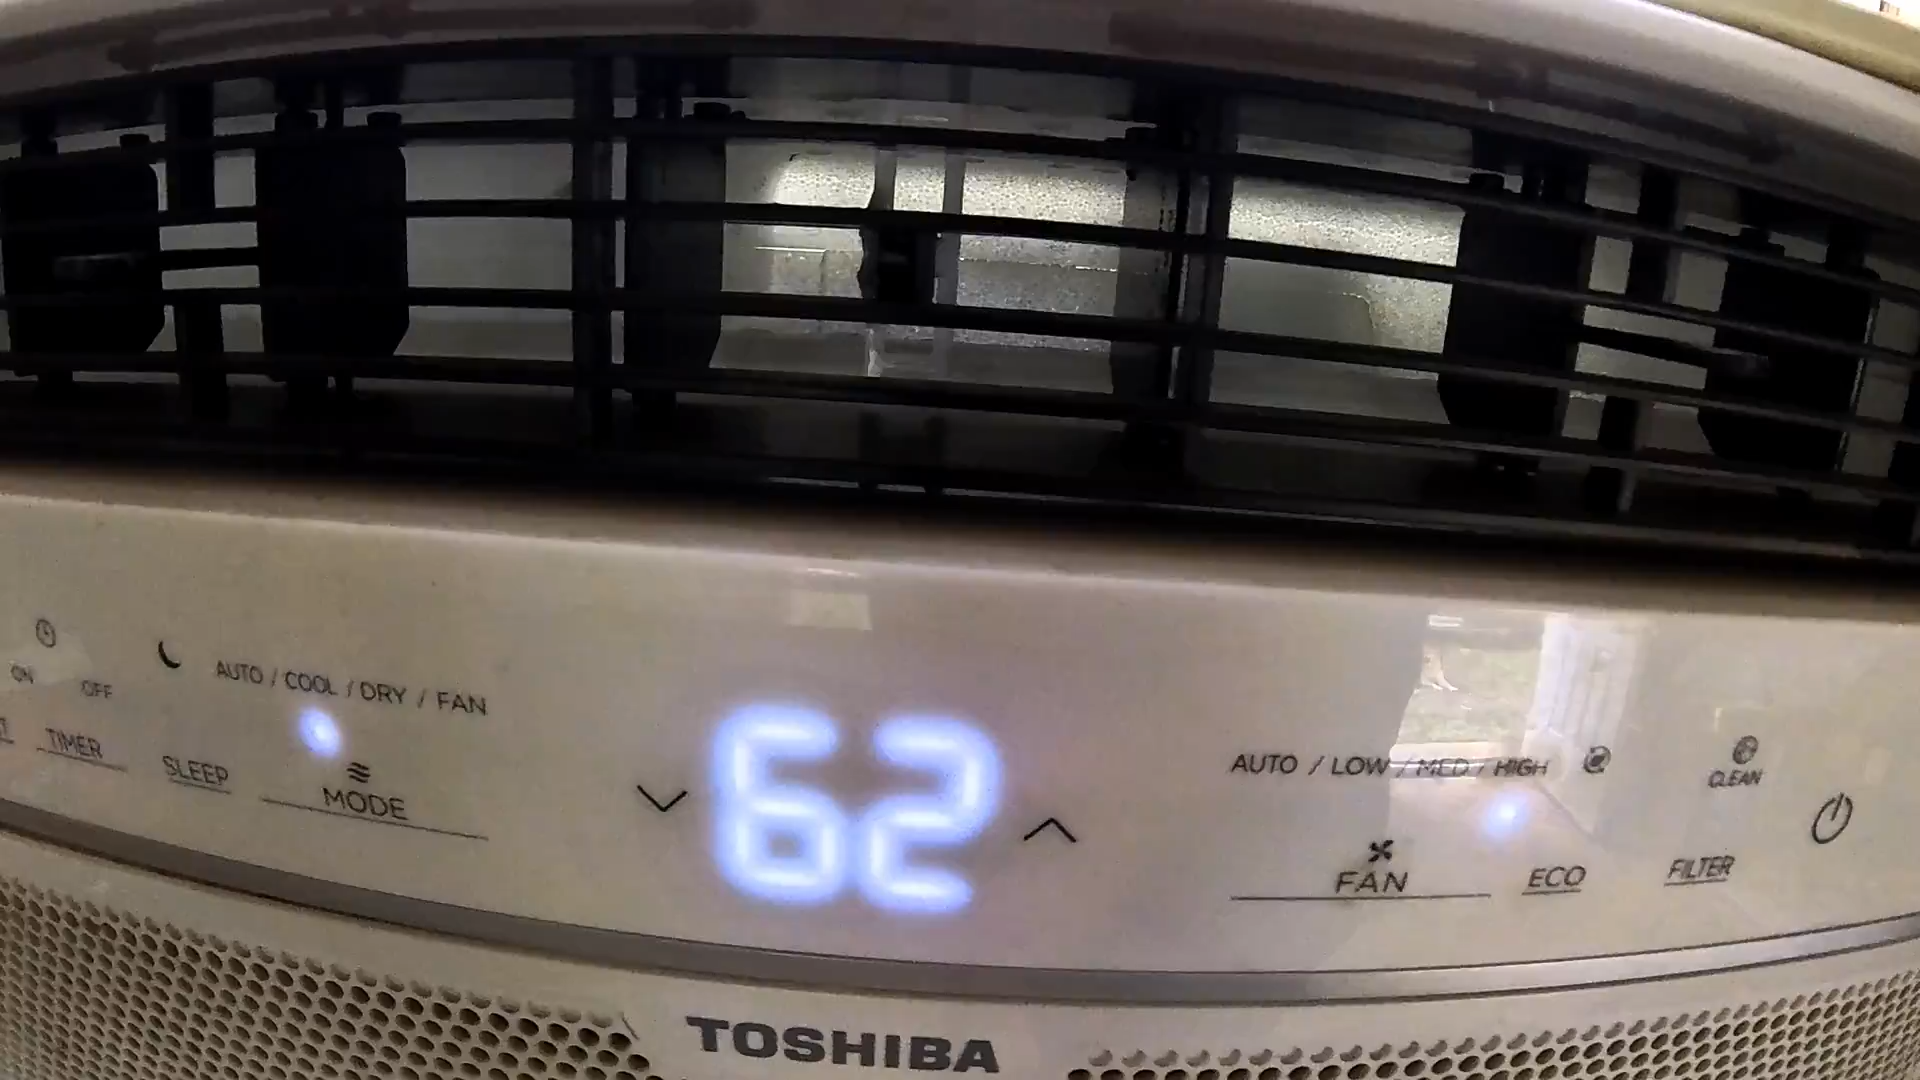 ON OFF
TIMER
SLEEP
AUTO / COOL / DRY / FAN
MODE
62
AUTO / LOW / MED / HIGH
FAN
ECO
CLEAN
FILTER
TOSHIBA